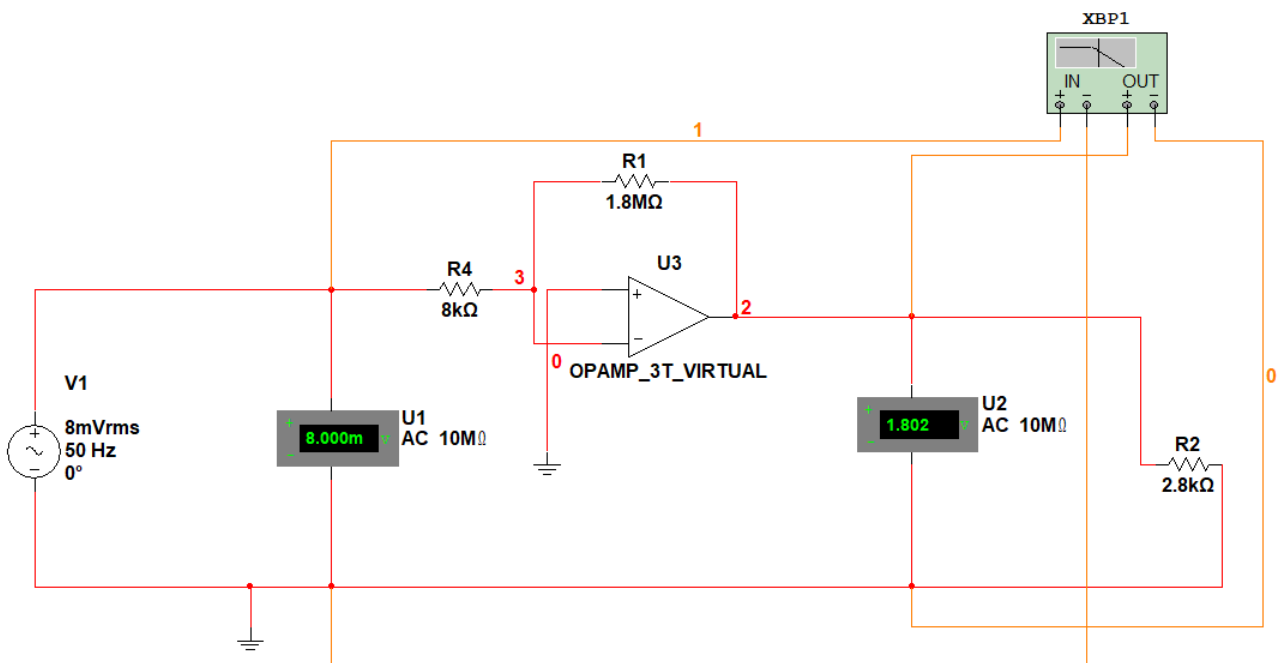 XBP1
IN OUT
+ − + −
1
R1
1.8MΩ
U3
R4
3
8kΩ
+
2
−
0
OPAMP_3T_VIRTUAL
0
V1
8mVrms
50 Hz
0°
+
−
U1
AC 10MΩ
+
8.000m
−
U2
AC 10MΩ
+
1.802
−
R2
2.8kΩ